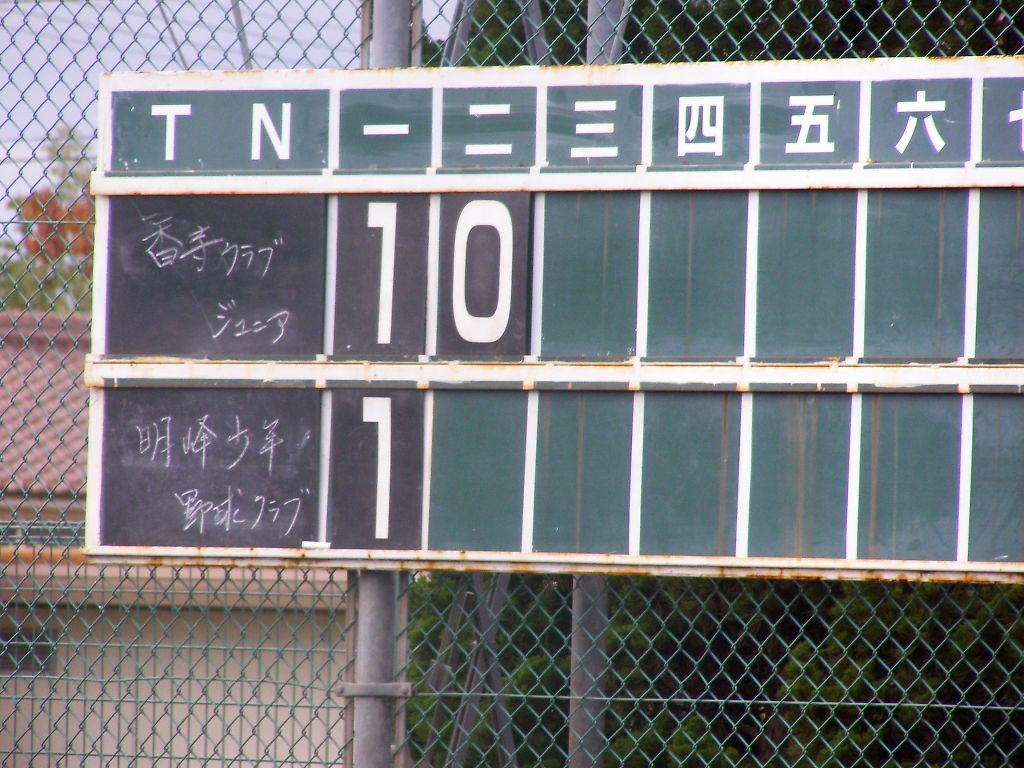 T N 一 二 三 四 五 六 七
香寺クラブ 1 0
ジュニア
明峰少年 1
野球クラブ